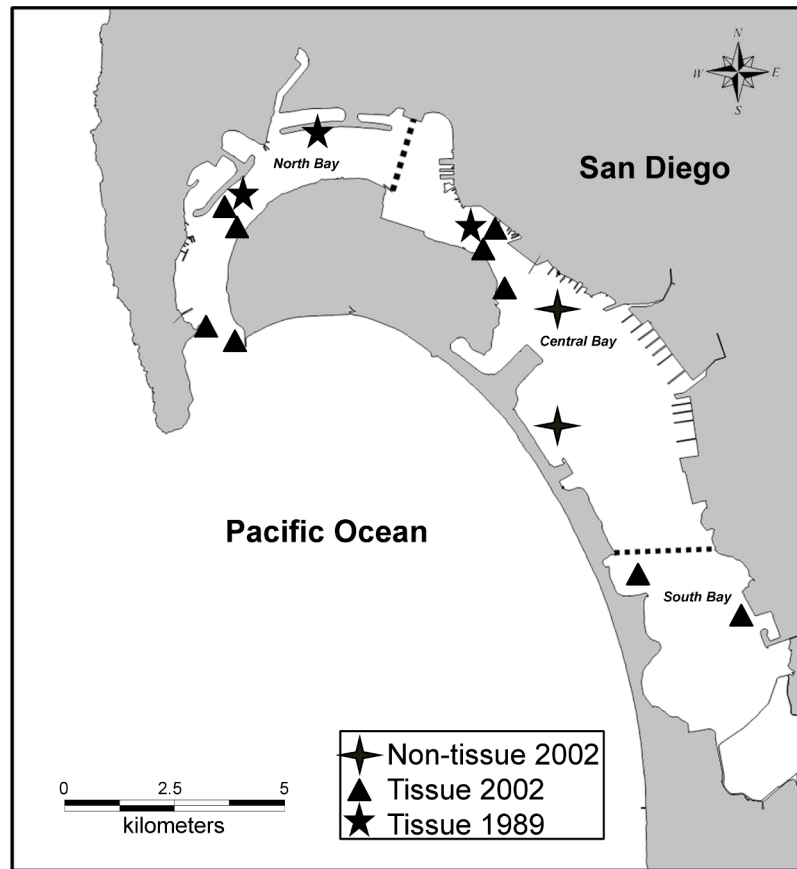 N
W E
S
San Diego
North Bay
Central Bay
Pacific Ocean
South Bay
Non-tissue 2002
Tissue 2002
Tissue 1989
0 2.5 5
kilometers